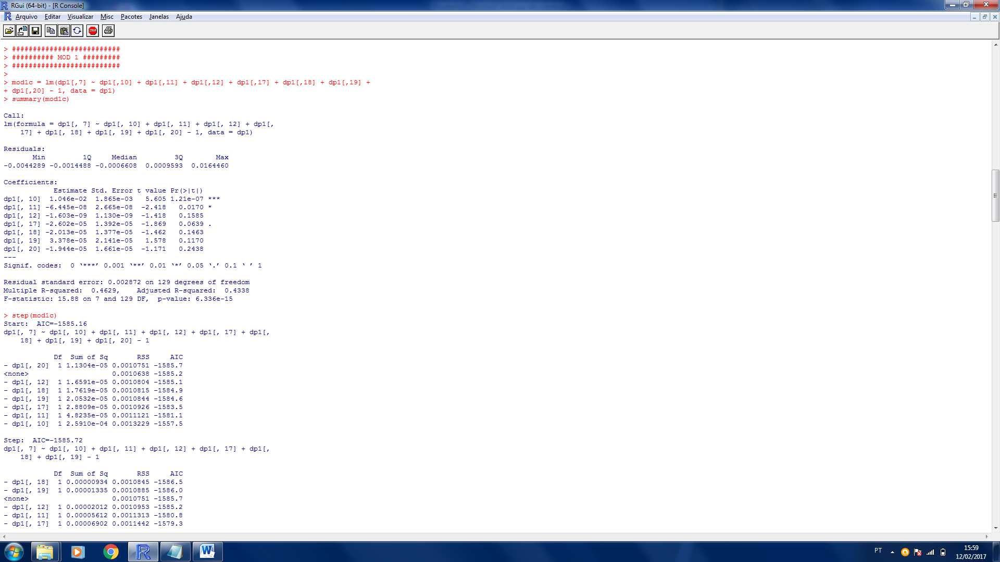 RGui (64-bit) - [R Console]
Arquivo Editar Visualizar Misc Pacotes Janelas Ajuda
STOP
> ##########################
> ########## MOD 1 #########
> ##########################
>
> mod1c = lm(dp1[,7] ~ dp1[,10] + dp1[,11] + dp1[,12] + dp1[,17] + dp1[,18] + dp1[,19] +
+ dp1[,20] - 1, data = dp1)
> summary(mod1c)
Call:
lm(formula = dp1[, 7] ~ dp1[, 10] + dp1[, 11] + dp1[, 12] + dp1[,
17] + dp1[, 18] + dp1[, 19] + dp1[, 20] - 1, data = dp1)
Residuals:
Min 1Q Median 3Q Max
-0.0044289 -0.0014488 -0.0006608 0.0009593 0.0164460
Coefficients:
Estimate Std. Error t value Pr(>|t|)
dp1[, 10] 1.046e-02 1.865e-03 5.605 1.21e-07 ***
dp1[, 11] -6.445e-08 2.665e-08 -2.418 0.0170 *
dp1[, 12] -1.603e-09 1.130e-09 -1.418 0.1585
dp1[, 17] -2.602e-05 1.392e-05 -1.869 0.0639 .
dp1[, 18] -2.013e-05 1.377e-05 -1.462 0.1463
dp1[, 19] 3.378e-05 2.141e-05 1.578 0.1170
dp1[, 20] -1.944e-05 1.661e-05 -1.171 0.2438
---
Signif. codes: 0 ‘***’ 0.001 ‘**’ 0.01 ‘*’ 0.05 ‘.’ 0.1 ‘ ’ 1
Residual standard error: 0.002872 on 129 degrees of freedom
Multiple R-squared: 0.4629, Adjusted R-squared: 0.4338
F-statistic: 15.88 on 7 and 129 DF, p-value: 6.336e-15
> step(mod1c)
Start: AIC=-1585.16
dp1[, 7] ~ dp1[, 10] + dp1[, 11] + dp1[, 12] + dp1[, 17] + dp1[,
18] + dp1[, 19] + dp1[, 20] - 1
Df Sum of Sq RSS AIC
- dp1[, 20] 1 1.1304e-05 0.0010751 -1585.7
<none> 0.0010638 -1585.2
- dp1[, 12] 1 1.6591e-05 0.0010804 -1585.1
- dp1[, 18] 1 1.7619e-05 0.0010815 -1584.9
- dp1[, 19] 1 2.0532e-05 0.0010844 -1584.6
- dp1[, 17] 1 2.8809e-05 0.0010926 -1583.5
- dp1[, 11] 1 4.8235e-05 0.0011121 -1581.1
- dp1[, 10] 1 2.5910e-04 0.0013229 -1557.5
Step: AIC=-1585.72
dp1[, 7] ~ dp1[, 10] + dp1[, 11] + dp1[, 12] + dp1[, 17] + dp1[,
18] + dp1[, 19] - 1
Df Sum of Sq RSS AIC
- dp1[, 18] 1 0.00000934 0.0010845 -1586.5
- dp1[, 19] 1 0.00001335 0.0010885 -1586.0
<none> 0.0010751 -1585.7
- dp1[, 12] 1 0.00002012 0.0010953 -1585.2
- dp1[, 11] 1 0.00005612 0.0011313 -1580.8
- dp1[, 17] 1 0.00006902 0.0011442 -1579.3
PT
15:59
12/02/2017